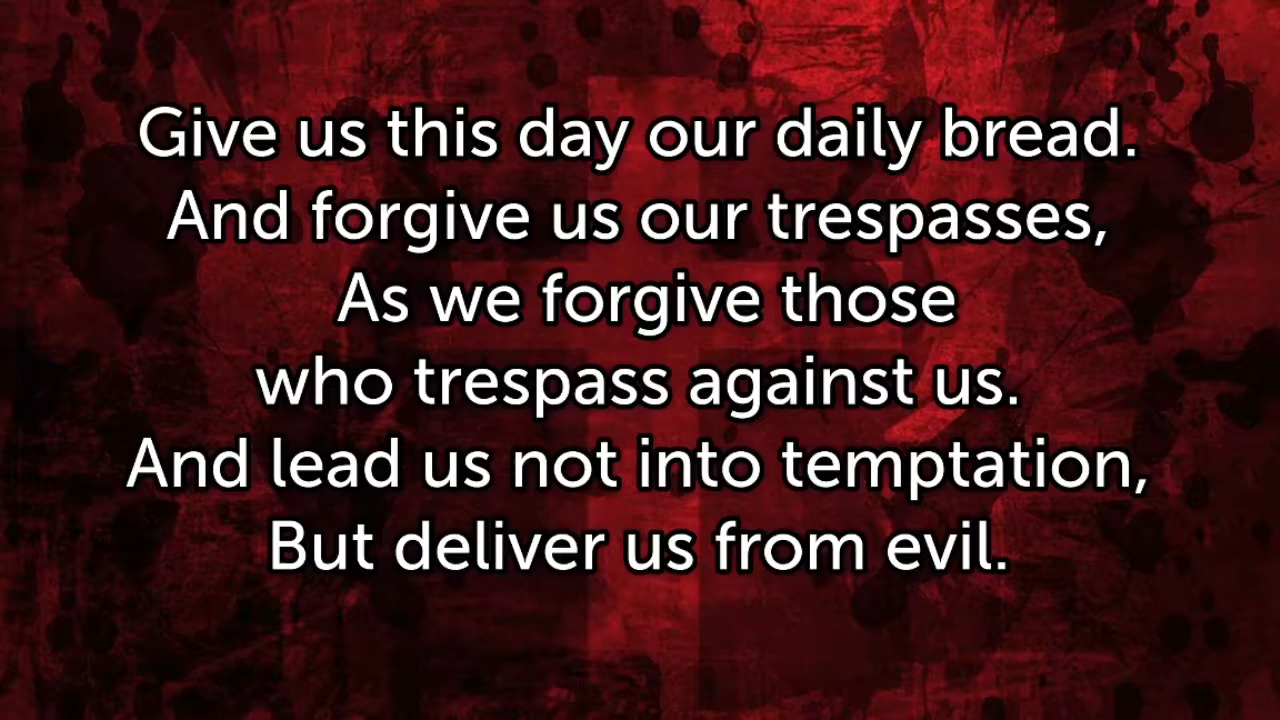 Give us this day our daily bread.
And forgive us our trespasses,
As we forgive those
who trespass against us.
And lead us not into temptation,
But deliver us from evil.